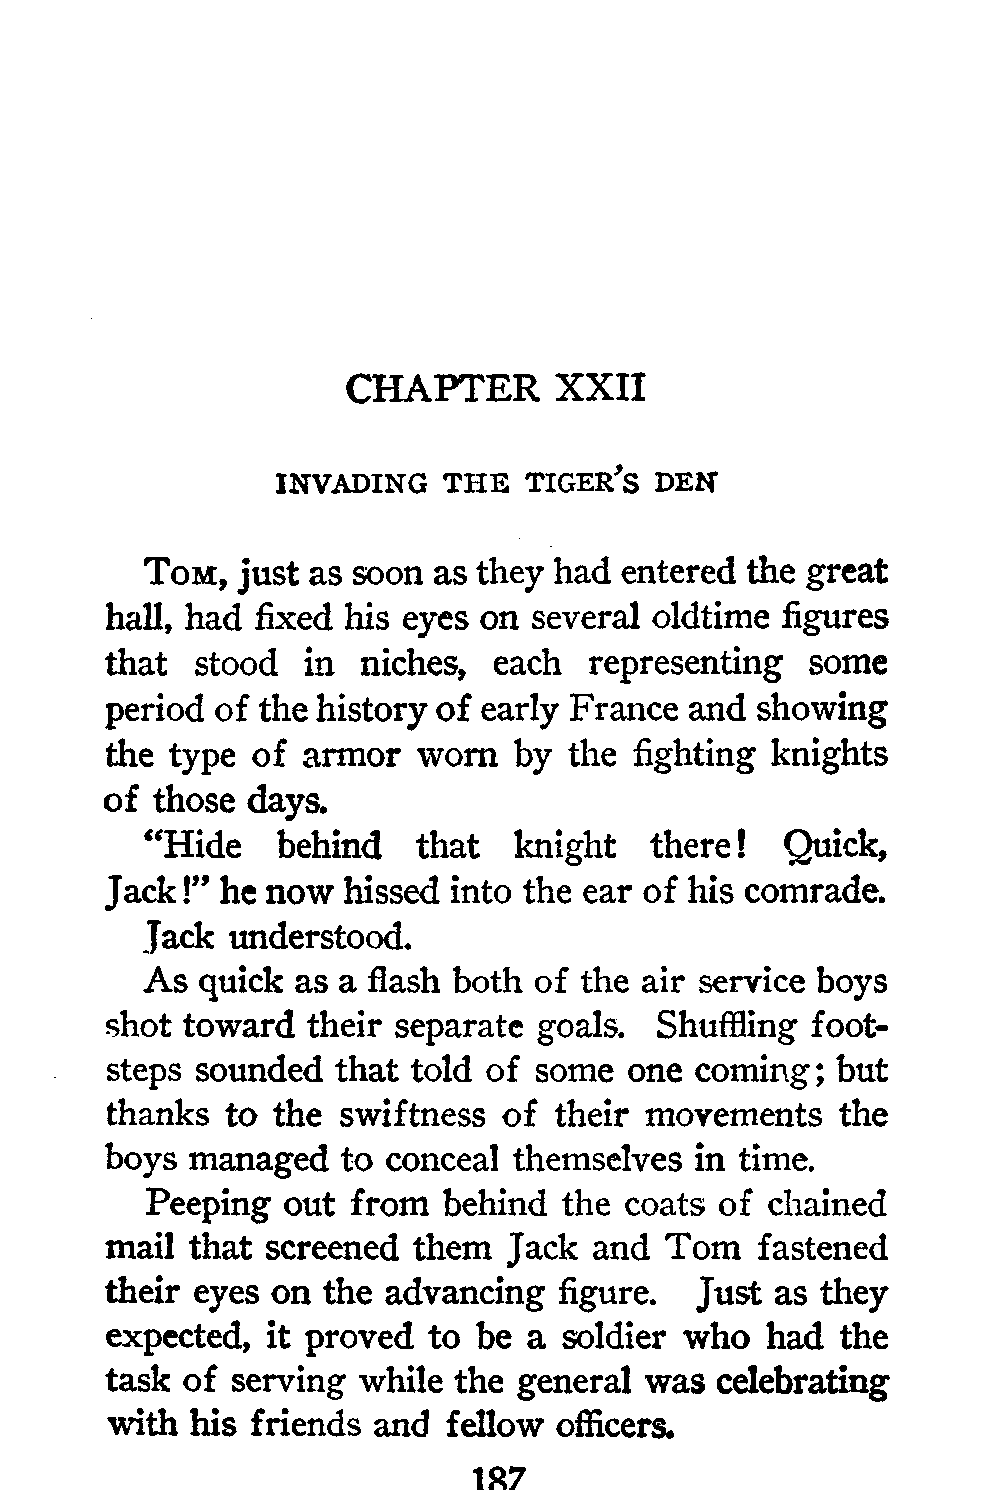 CHAPTER XXII
INVADING THE TIGER'S DEN
TOM, just as soon as they had entered the great
hall, had fixed his eyes on several oldtime figures
that stood in niches, each representing some
period of the history of early France and showing
the type of armor worn by the fighting knights
of those days.
"Hide behind that knight there! Quick,
Jack!" he now hissed into the ear of his comrade.
Jack understood.
As quick as a flash both of the air service boys
shot toward their separate goals. Shuffling foot-
steps sounded that told of some one coming; but
thanks to the swiftness of their movements the
boys managed to conceal themselves in time.
Peeping out from behind the coats of chained
mail that screened them Jack and Tom fastened
their eyes on the advancing figure. Just as they
expected, it proved to be a soldier who had the
task of serving while the general was celebrating
with his friends and fellow officers.
187